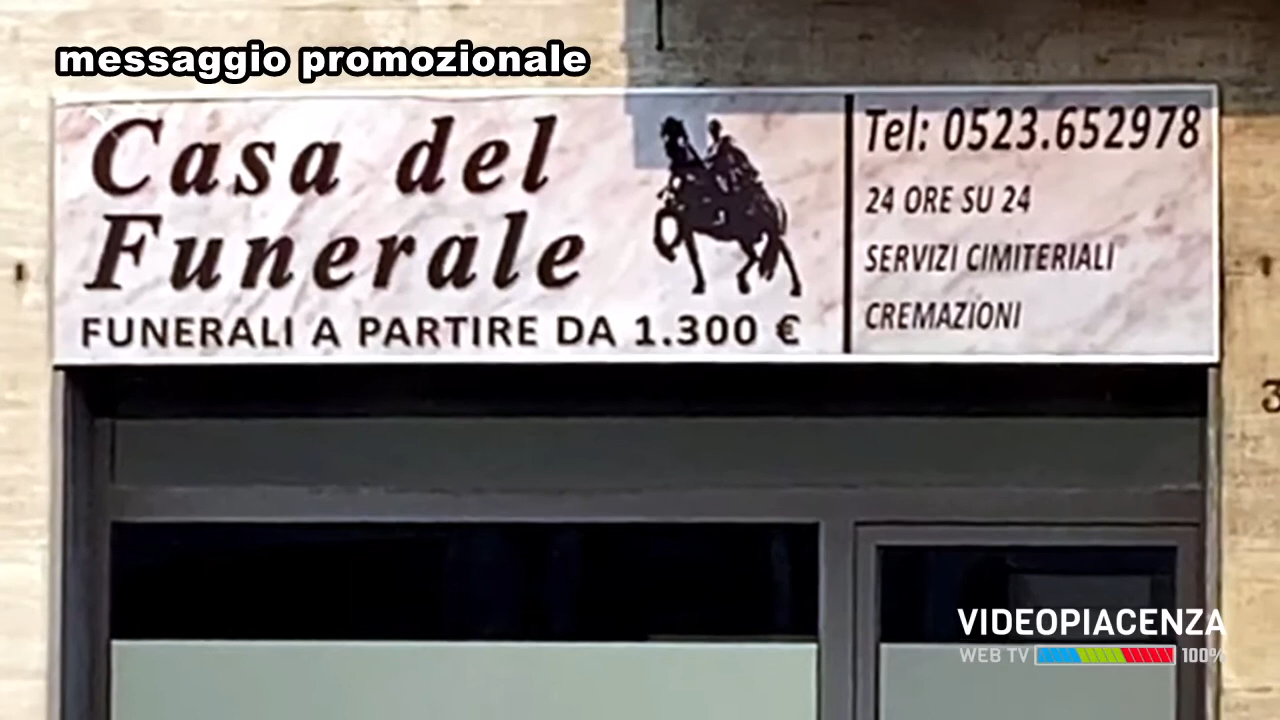 messaggio promozionale
Casa del
Funerale
FUNERALI A PARTIRE DA 1.300 €
Tel: 0523.652978
24 ORE SU 24
SERVIZI CIMITERIALI
CREMAZIONI
3
VIDEOPIACENZA
WEB TV 100%